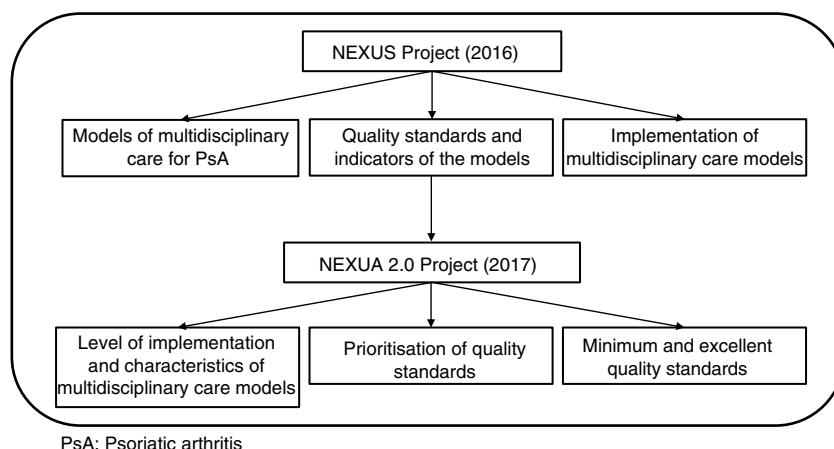 NEXUS Project (2016)
Models of multidisciplinary
care for PsA
Quality standards and
indicators of the models
Implementation of
multidisciplinary care models
NEXUA 2.0 Project (2017)
Level of implementation
and characteristics of
multidisciplinary care models
Prioritisation of quality
standards
Minimum and excellent
quality standards
PsA: Psoriatic arthritis